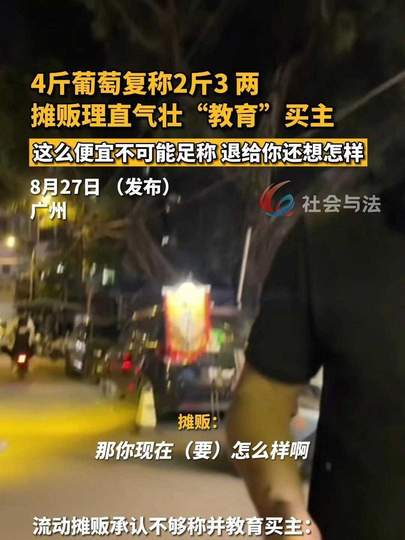 4斤葡萄复称2斤3 两
摊贩理直气壮“教育”买主
这么便宜不可能足称 退给你还想怎样
8月27日 （发布）
广州
社会与法
摊贩：
那你现在（要）怎么样啊
流动摊贩承认不够称并教育买主：